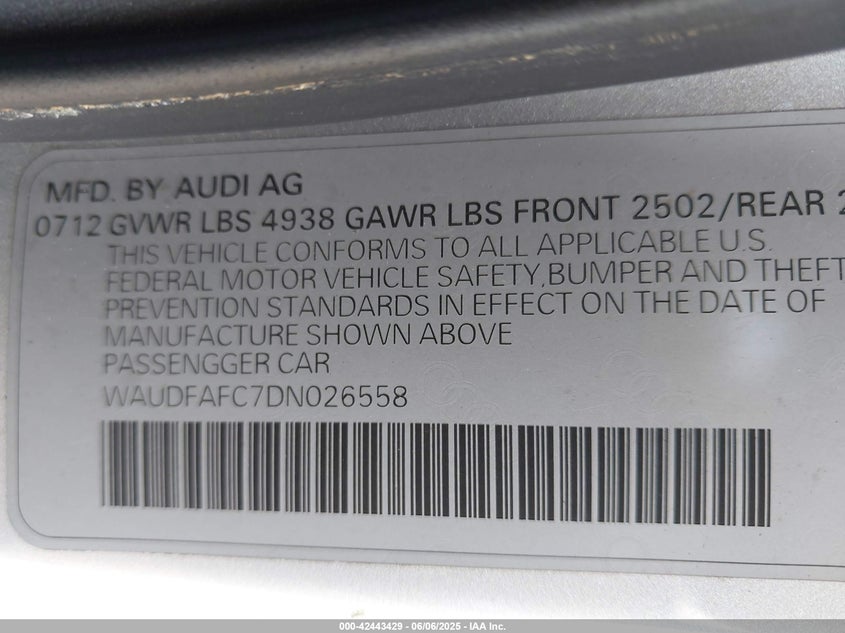 MFD. BY AUDI AG
0712 GVWR LBS 4938 GAWR LBS FRONT 2502/REAR 2
THIS VEHICLE CONFORMS TO ALL APPLICABLE U.S.
FEDERAL MOTOR VEHICLE SAFETY,BUMPER AND THEFT
PREVENTION STANDARDS IN EFFECT ON THE DATE OF
MANUFACTURE SHOWN ABOVE
PASSENGGER CAR
WAUDFAFC7DN026558
000-42443429 - 06/06/2025 - IAA Inc.